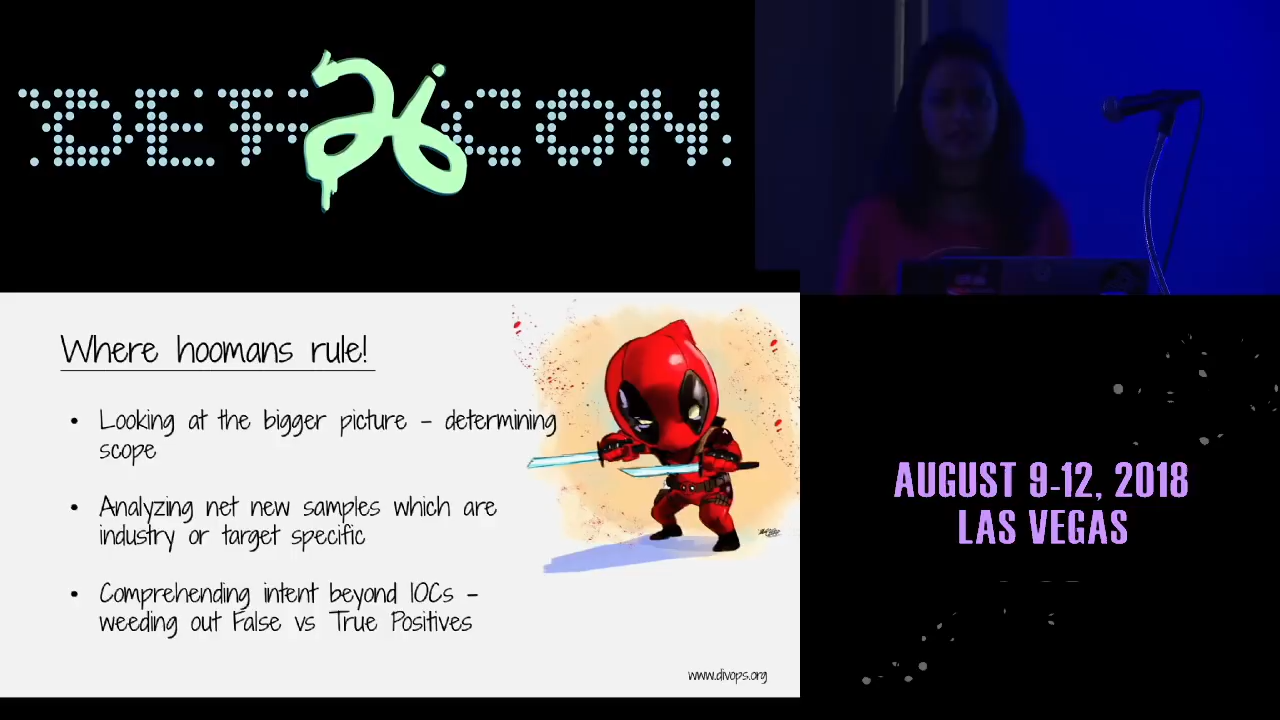 DEF CON 26
Where hoomans rule!
• Looking at the bigger picture – determining
scope
• Analyzing net new samples which are
industry or target specific
• Comprehending intent beyond IOCs –
weeding out False vs True Positives
www.divops.org
AUGUST 9-12, 2018
LAS VEGAS